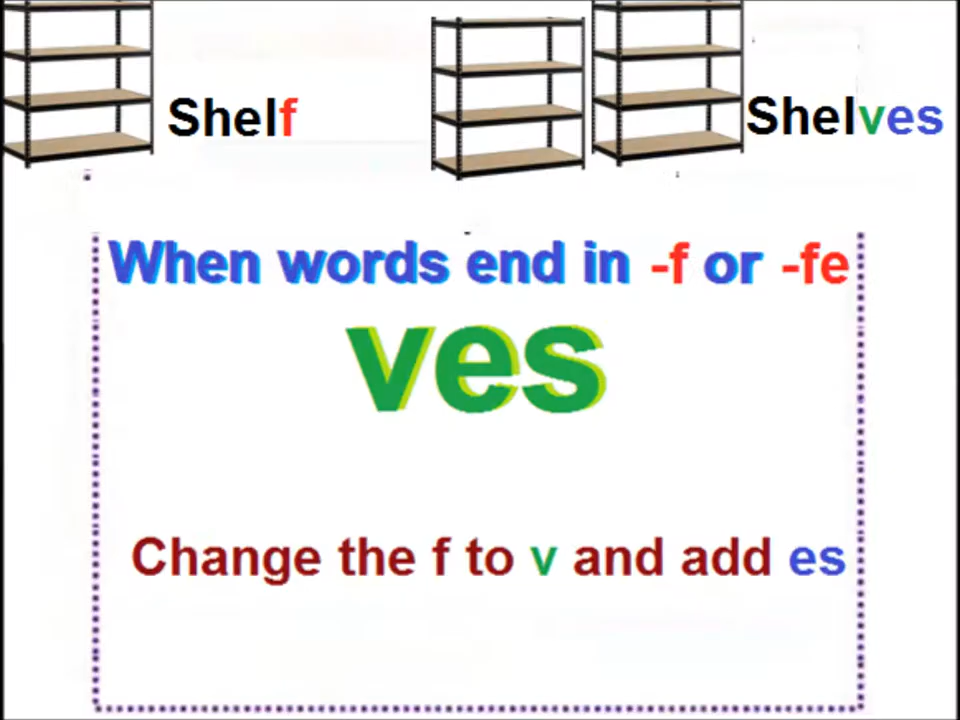 Shelf
Shelves
When words end in -f or -fe
ves
Change the f to v and add es